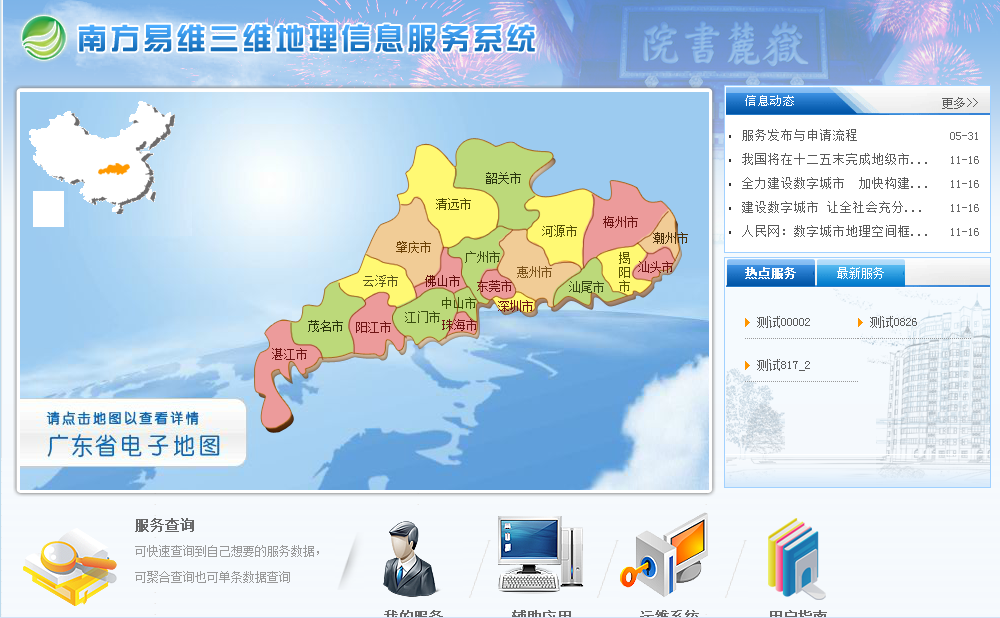 南方易维三维地理信息服务系统
院書麓嶽
信息动态
更多>>
服务发布与申请流程 05-31
我国将在十二五末完成地级市... 11-16
全力建设数字城市 加快构建... 11-16
建设数字城市 让全社会充分... 11-16
人民网：数字城市地理空间框... 11-16
热点服务 最新服务
测试00002 测试0826
测试817_2
韶关市
清远市
梅州市
河源市
潮州市
肇庆市
广州市
揭阳市
汕头市
惠州市
云浮市
佛山市
东莞市
汕尾市
中山市
深圳市
江门市
珠海市
茂名市
阳江市
湛江市
请点击地图以查看详情
广东省电子地图
服务查询
可快速查询到自己想要的服务数据，
可聚合查询也可单条数据查询
我的服务 辅助应用 运维系统 用户指南